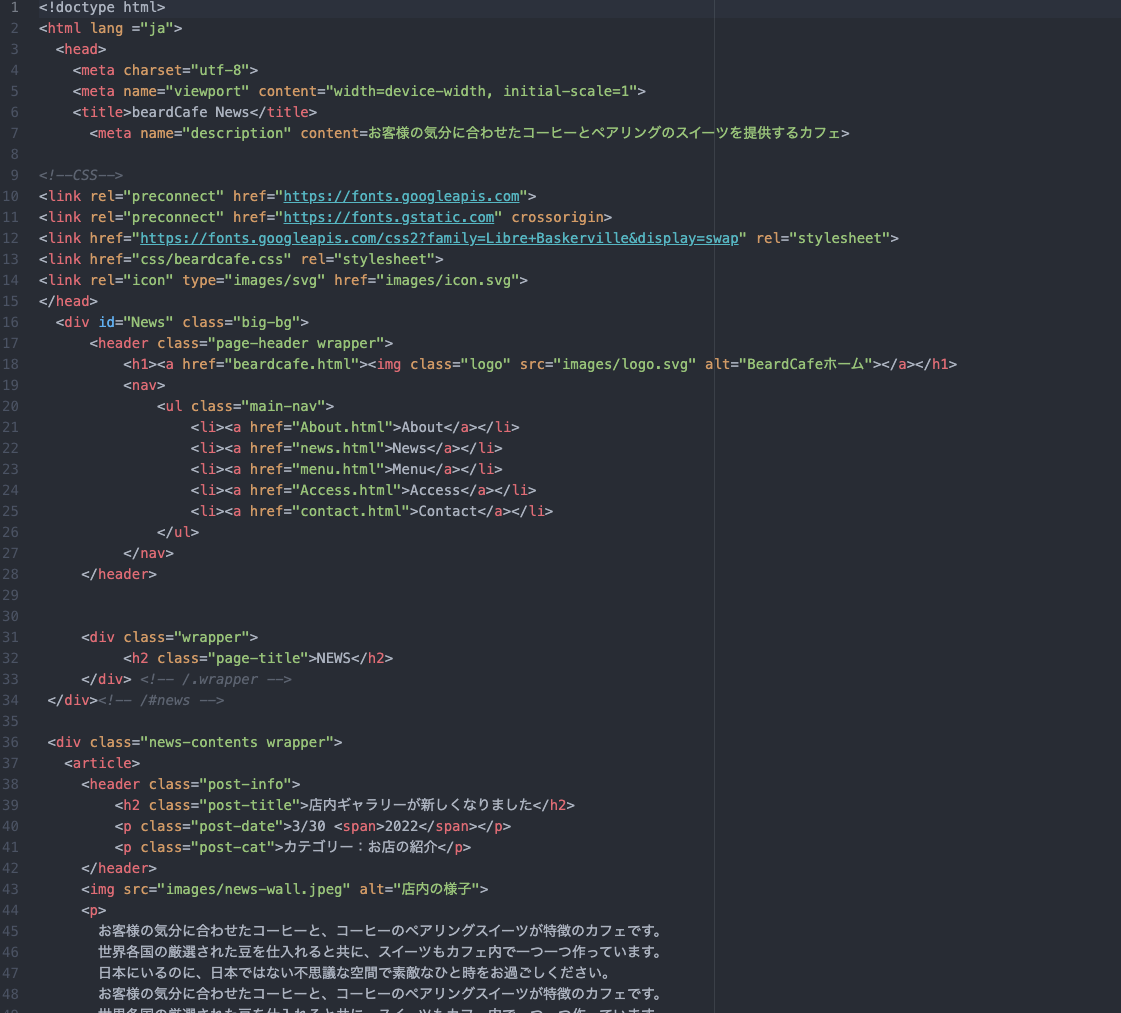 1 <!doctype html>
2 <html lang ="ja">
3 <head>
4 <meta charset="utf-8">
5 <meta name="viewport" content="width=device-width, initial-scale=1">
6 <title>beardCafe News</title>
7 <meta name="description" content=お客様の気分に合わせたコーヒーとペアリングのスイーツを提供するカフェ>
8
9 <!--CSS-->
10 <link rel="preconnect" href="https://fonts.googleapis.com">
11 <link rel="preconnect" href="https://fonts.gstatic.com" crossorigin>
12 <link href="https://fonts.googleapis.com/css2?family=Libre+Baskerville&display=swap" rel="stylesheet">
13 <link href="css/beardcafe.css" rel="stylesheet">
14 <link rel="icon" type="images/svg" href="images/icon.svg">
15 </head>
16 <div id="News" class="big-bg">
17 <header class="page-header wrapper">
18 <h1><a href="beardcafe.html"><img class="logo" src="images/logo.svg" alt="BeardCafeホーム"></a></h1>
19 <nav>
20 <ul class="main-nav">
21 <li><a href="About.html">About</a></li>
22 <li><a href="news.html">News</a></li>
23 <li><a href="menu.html">Menu</a></li>
24 <li><a href="Access.html">Access</a></li>
25 <li><a href="contact.html">Contact</a></li>
26 </ul>
27 </nav>
28 </header>
29
30
31 <div class="wrapper">
32 <h2 class="page-title">NEWS</h2>
33 </div> <!-- /.wrapper -->
34 </div><!-- /#news -->
35
36 <div class="news-contents wrapper">
37 <article>
38 <header class="post-info">
39 <h2 class="post-title">店内ギャラリーが新しくなりました</h2>
40 <p class="post-date">3/30 <span>2022</span></p>
41 <p class="post-cat">カテゴリー：お店の紹介</p>
42 </header>
43 <img src="images/news-wall.jpeg" alt="店内の様子">
44 <p>
45 お客様の気分に合わせたコーヒーと、コーヒーのペアリングスイーツが特徴のカフェです。
46 世界各国の厳選された豆を仕入れると共に、スイーツもカフェ内で一つ一つ作っています。
47 日本にいるのに、日本ではない不思議な空間で素敵なひと時をお過ごしください。
48 お客様の気分に合わせたコーヒーと、コーヒーのペアリングスイーツが特徴のカフェです。